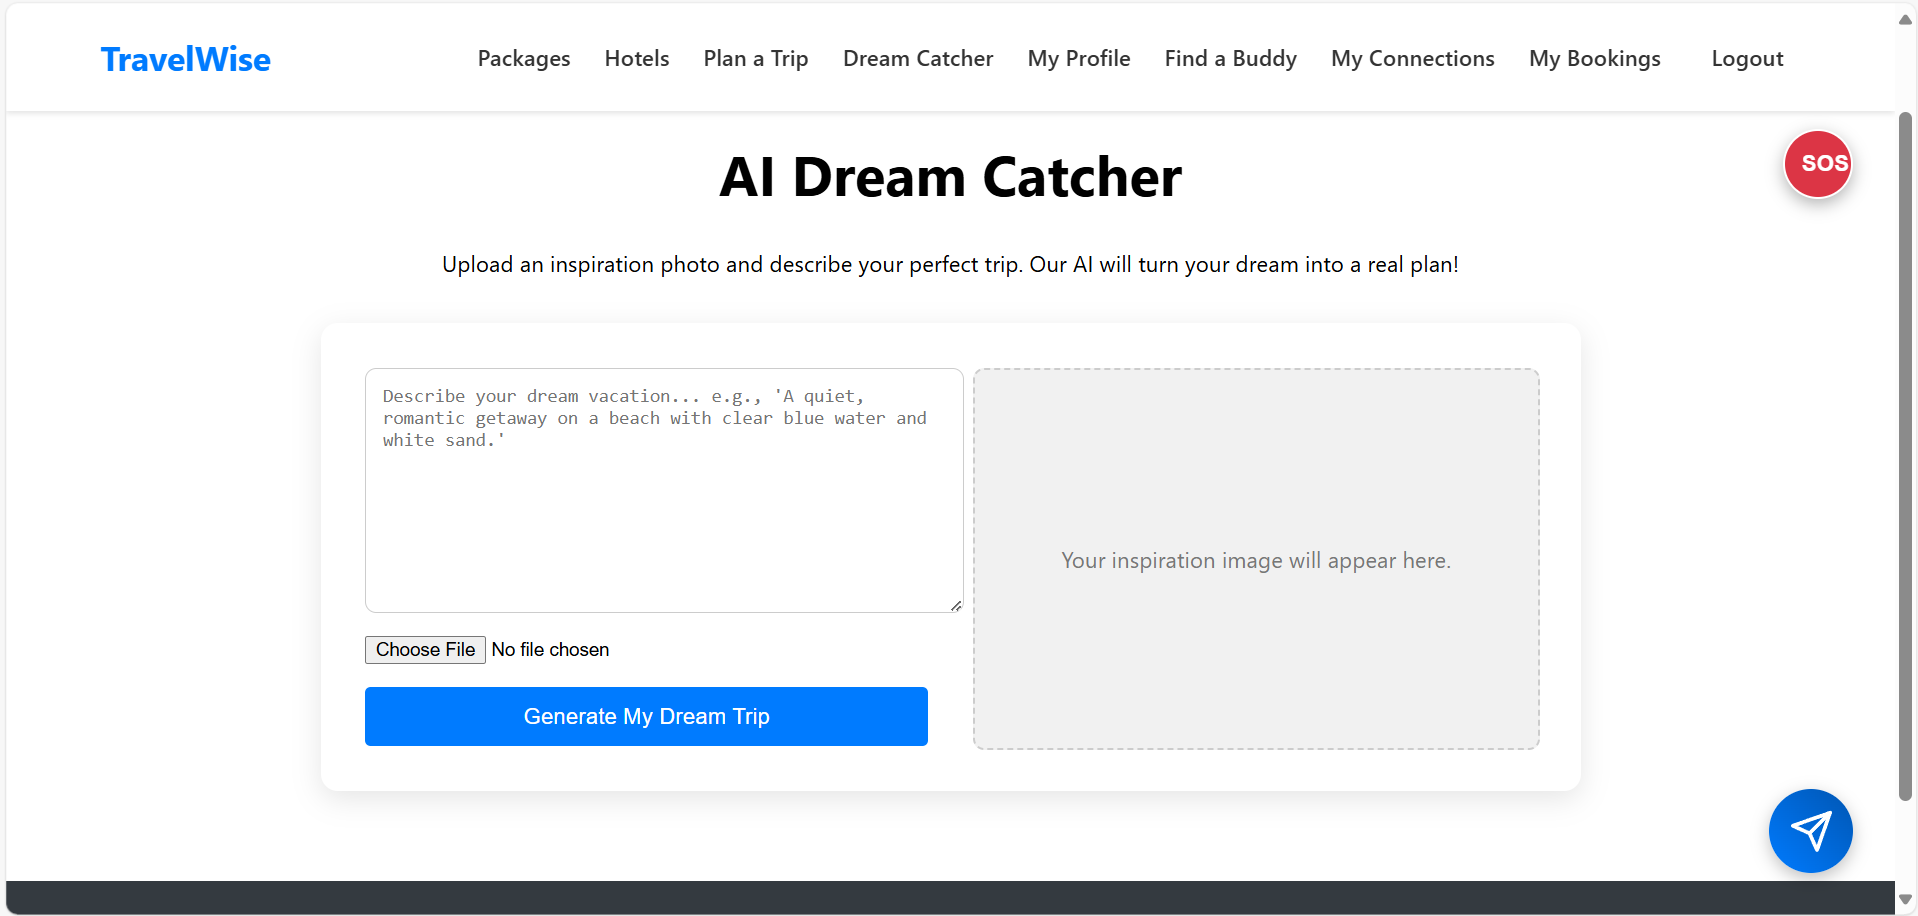 TravelWise
Packages
Hotels
Plan a Trip
Dream Catcher
My Profile
Find a Buddy
My Connections
My Bookings
Logout
SOS
AI Dream Catcher
Upload an inspiration photo and describe your perfect trip. Our AI will turn your dream into a real plan!
Describe your dream vacation... e.g., 'A quiet,
romantic getaway on a beach with clear blue water and
white sand.'
Your inspiration image will appear here.
Choose File No file chosen
Generate My Dream Trip